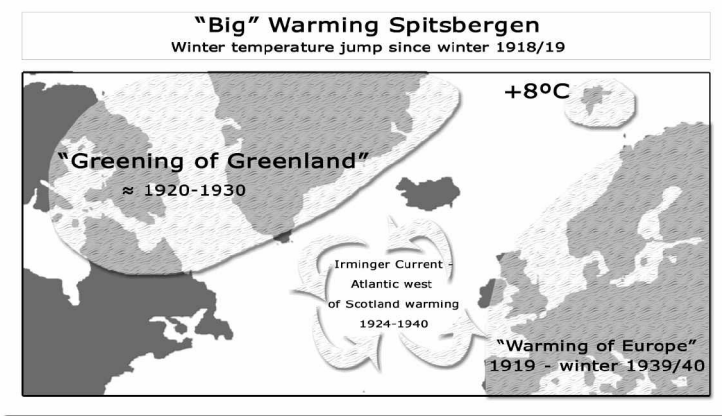 “Big” Warming Spitsbergen
Winter temperature jump since winter 1918/19
+8ºC
“Greening of Greenland”
≈ 1920-1930
Irminger Current -
Atlantic west
of Scotland warming
1924-1940
“Warming of Europe”
1919 - winter 1939/40